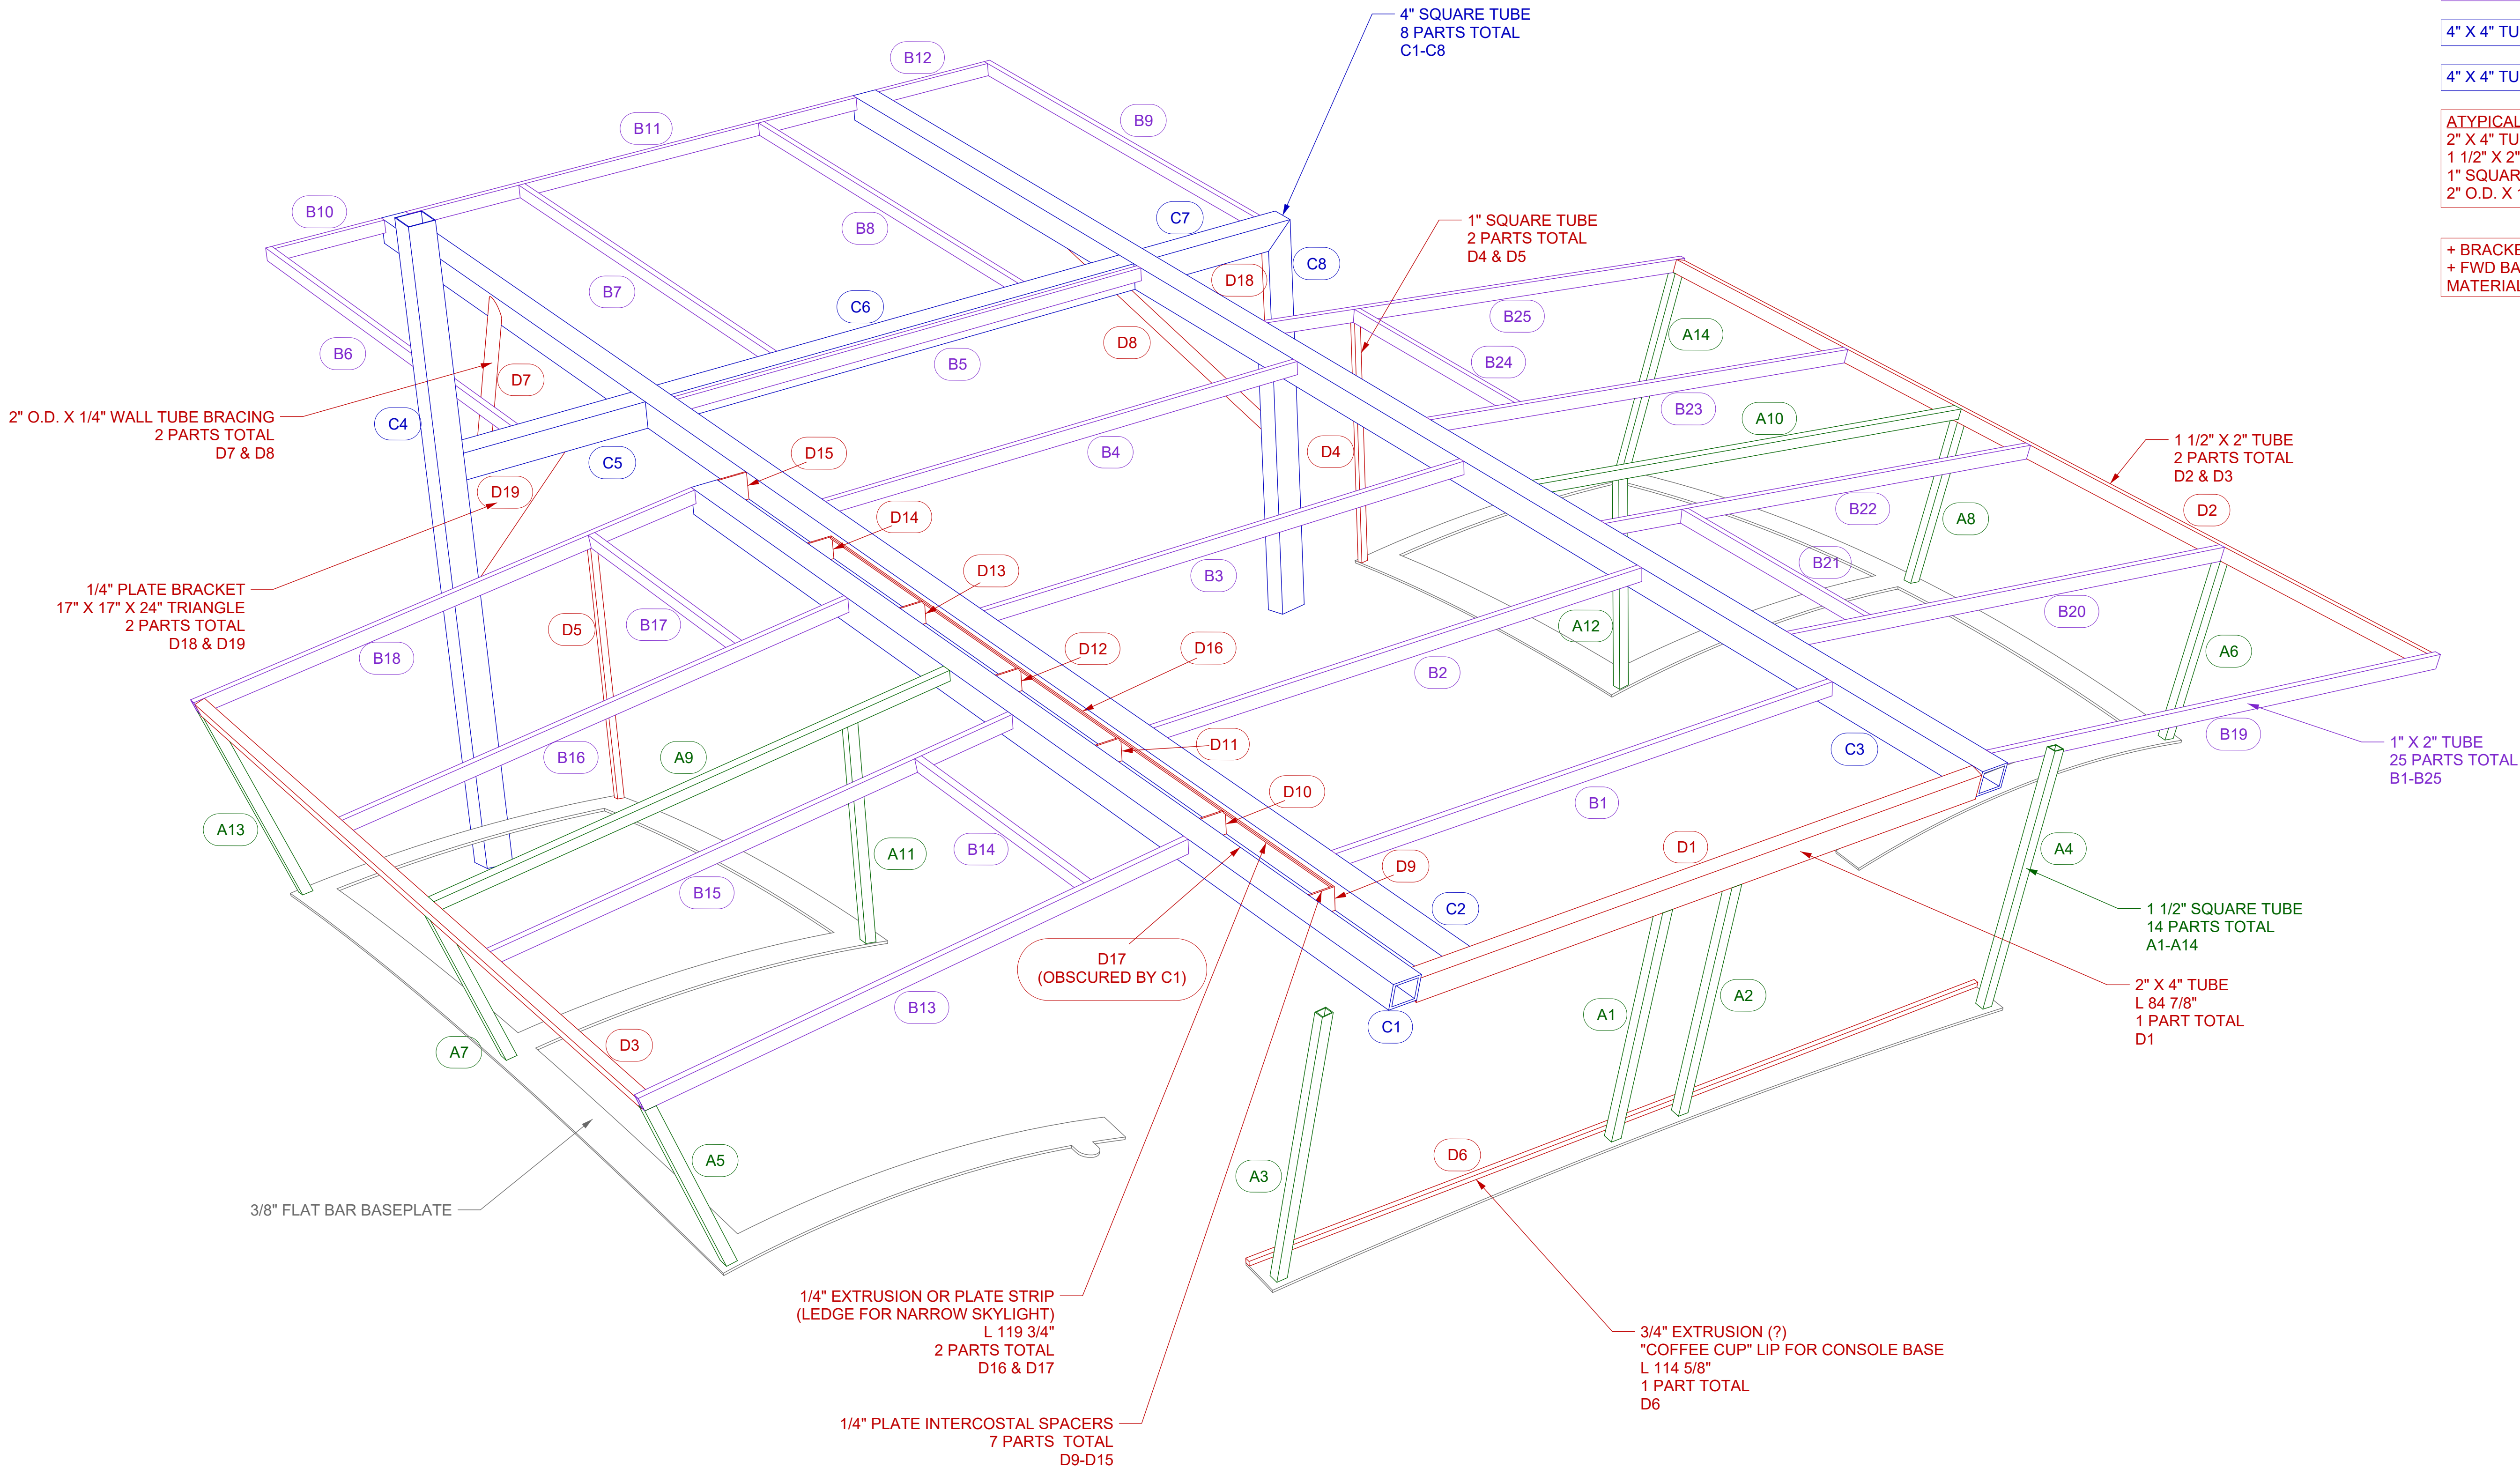 4" SQUARE TUBE
8 PARTS TOTAL
C1-C8
4" X 4" TU
4" X 4" TU
ATYPICAL
2" X 4" TU
1 1/2" X 2"
1" SQUAR
2" O.D. X 1
+ BRACKE
+ FWD BA
MATERIAL
B12
B11
B9
B10
B8
C7
C8
D18
1" SQUARE TUBE
2 PARTS TOTAL
D4 & D5
B7
C6
B25
A14
B6
D7
B5
D8
B24
B23
A10
2" O.D. X 1/4" WALL TUBE BRACING
2 PARTS TOTAL
D7 & D8
C4
C5
D15
B4
D4
1 1/2" X 2" TUBE
2 PARTS TOTAL
D2 & D3
D19
D14
B22
A8
D2
1/4" PLATE BRACKET
17" X 17" X 24" TRIANGLE
2 PARTS TOTAL
D18 & D19
D13
B3
B21
D5
B17
A12
B20
B18
D12
D16
B2
A6
B16
A9
D11
C3
B19
1" X 2" TUBE
25 PARTS TOTAL
B1-B25
D10
B1
A13
A11
B14
D9
D1
A4
B15
C2
1 1/2" SQUARE TUBE
14 PARTS TOTAL
A1-A14
D17
(OBSCURED BY C1)
B13
C1
A1
A2
2" X 4" TUBE
L 84 7/8"
1 PART TOTAL
D1
A7
D3
A5
A3
D6
3/8" FLAT BAR BASEPLATE
1/4" EXTRUSION OR PLATE STRIP
(LEDGE FOR NARROW SKYLIGHT)
L 119 3/4"
2 PARTS TOTAL
D16 & D17
3/4" EXTRUSION (?)
"COFFEE CUP" LIP FOR CONSOLE BASE
L 114 5/8"
1 PART TOTAL
D6
1/4" PLATE INTERCOSTAL SPACERS
7 PARTS TOTAL
D9-D15